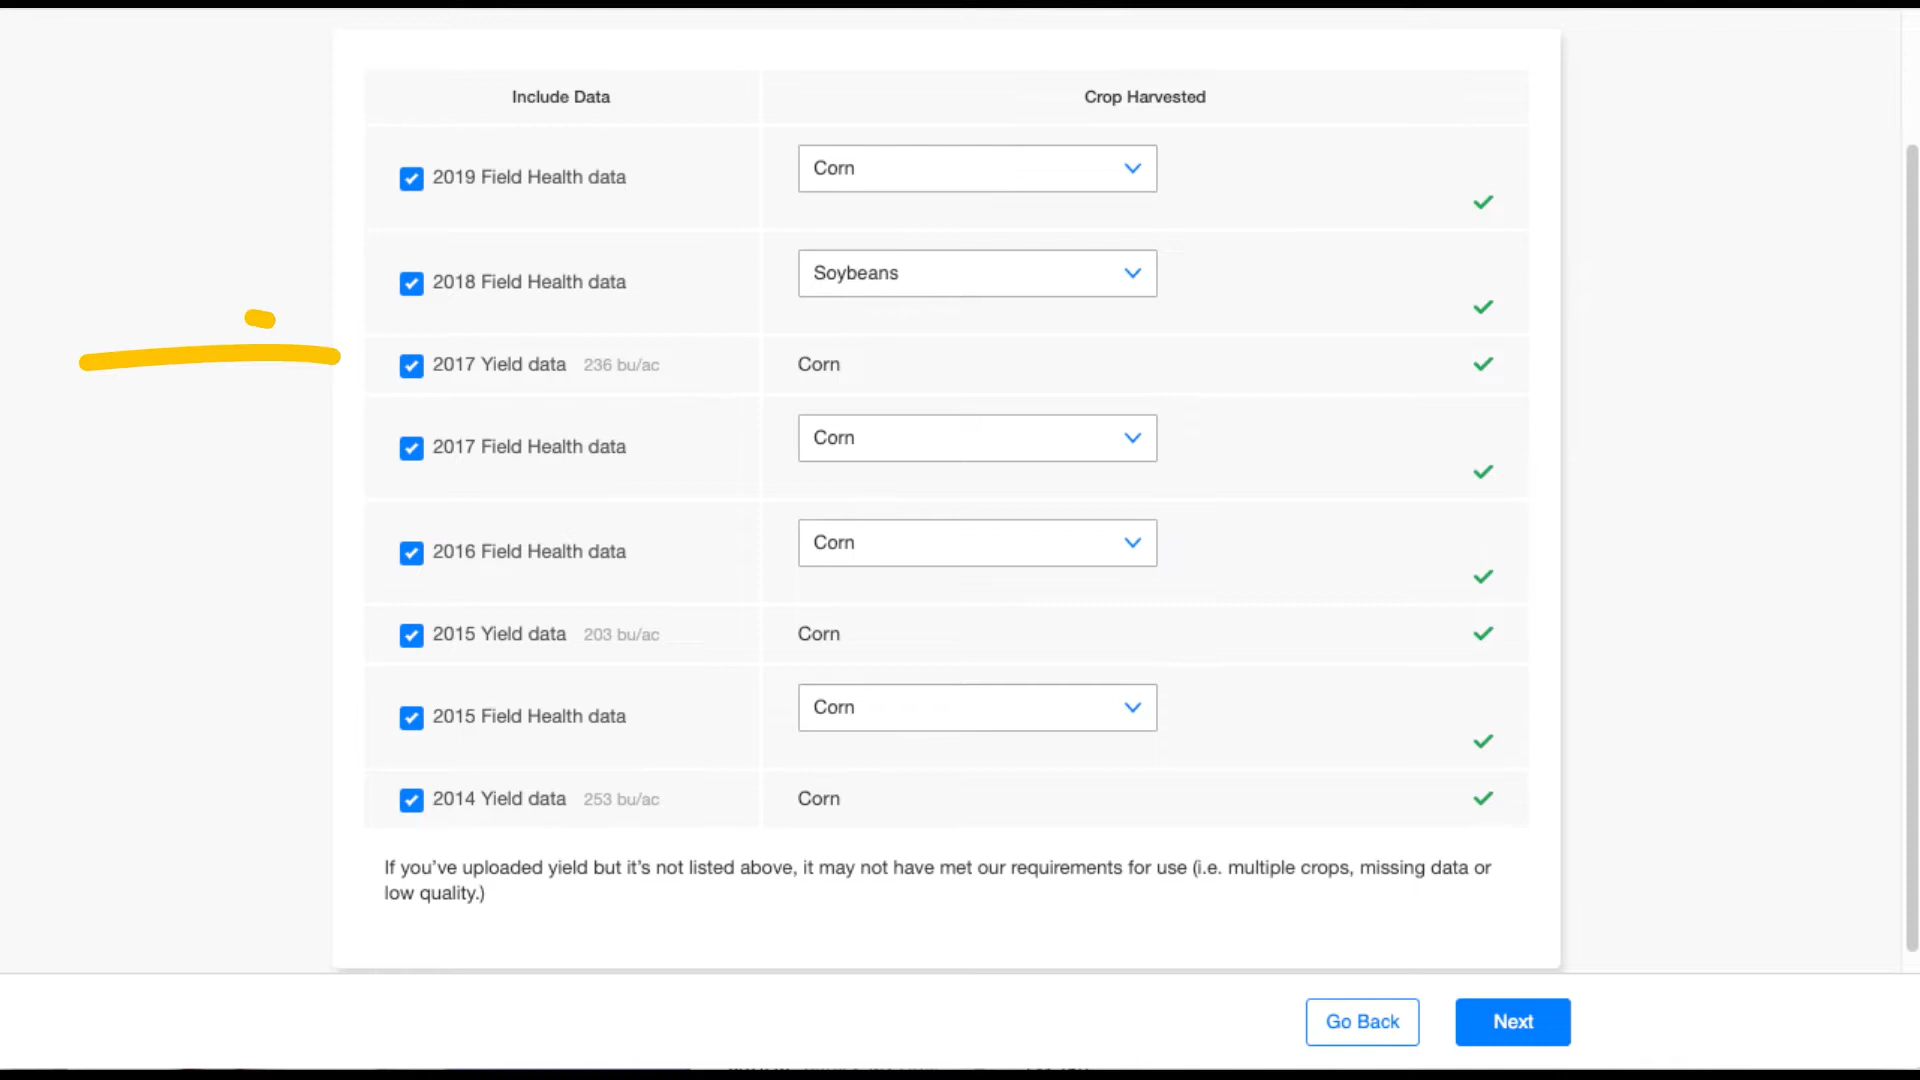 Include Data Crop Harvested
2019 Field Health data Corn
2018 Field Health data Soybeans
2017 Yield data 236 bu/ac Corn
2017 Field Health data Corn
2016 Field Health data Corn
2015 Yield data 203 bu/ac Corn
2015 Field Health data Corn
2014 Yield data 253 bu/ac Corn
If you've uploaded yield but it's not listed above, it may not have met our requirements for use (i.e. multiple crops, missing data or
low quality.)
Go Back Next